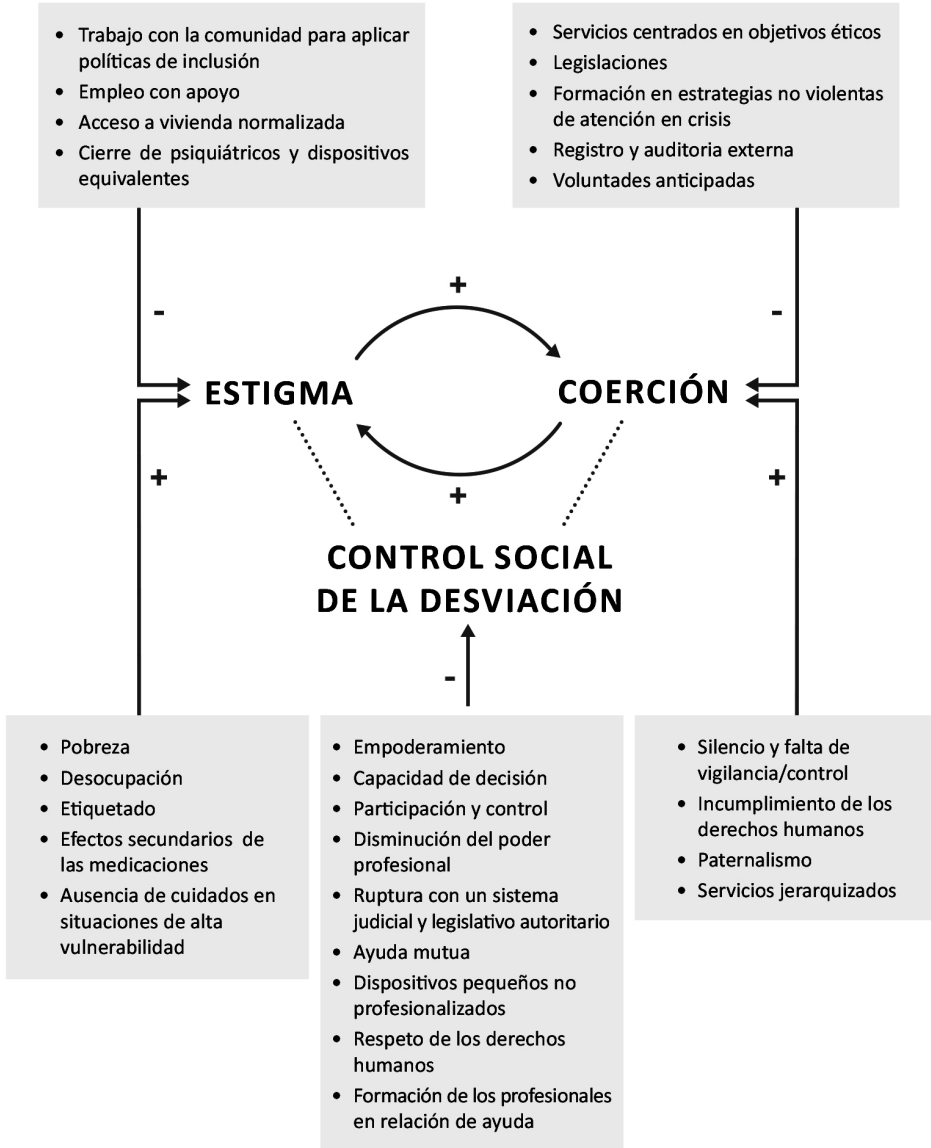 • Trabajo con la comunidad para aplicar
políticas de inclusión
• Empleo con apoyo
• Acceso a vivienda normalizada
• Cierre de psiquiátricos y dispositivos
equivalentes
• Servicios centrados en objetivos éticos
• Legislaciones
• Formación en estrategias no violentas
de atención en crisis
• Registro y auditoria externa
• Voluntades anticipadas
+
-
-
ESTIGMA
COERCIÓN
+
+
+
CONTROL SOCIAL
DE LA DESVIACIÓN
-
• Pobreza
• Desocupación
• Etiquetado
• Efectos secundarios de
las medicaciones
• Ausencia de cuidados en
situaciones de alta
vulnerabilidad
• Empoderamiento
• Capacidad de decisión
• Participación y control
• Disminución del poder
profesional
• Ruptura con un sistema
judicial y legislativo autoritario
• Ayuda mutua
• Dispositivos pequeños no
profesionalizados
• Respeto de los derechos
humanos
• Formación de los profesionales
en relación de ayuda
• Silencio y falta de
vigilancia/control
• Incumplimiento de los
derechos humanos
• Paternalismo
• Servicios jerarquizados